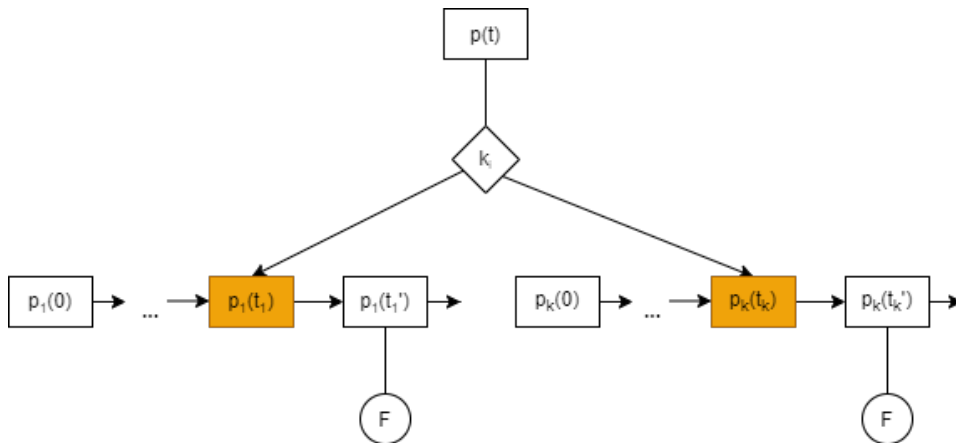 p(t)
kᵢ
p₁(0)
...
p₁(t₁)
p₁(t₁')
pₖ(0)
...
pₖ(tₖ)
pₖ(tₖ')
F
F